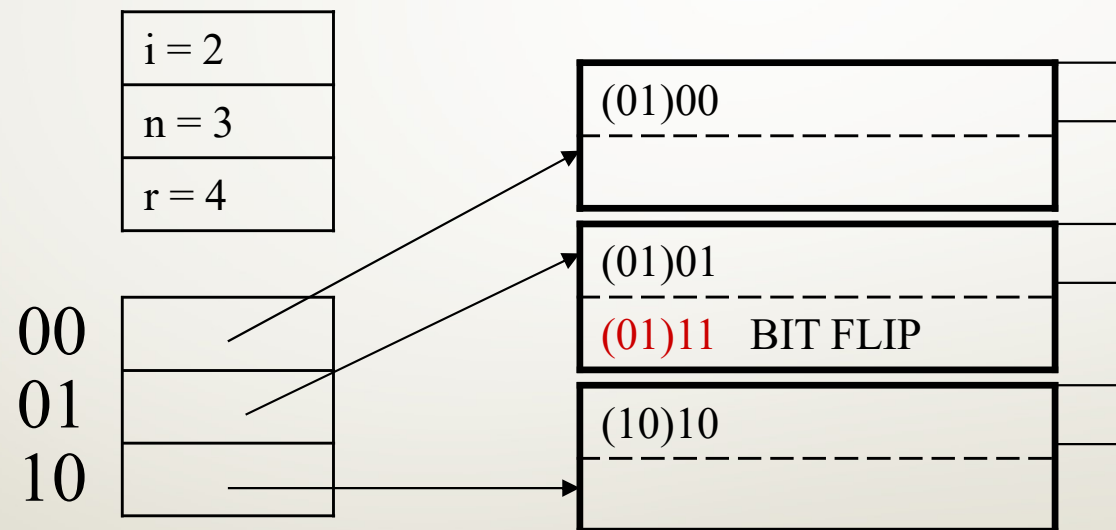 i = 2
n = 3
r = 4
00
01
10
(01)00
(01)01
(01)11 BIT FLIP
(10)10